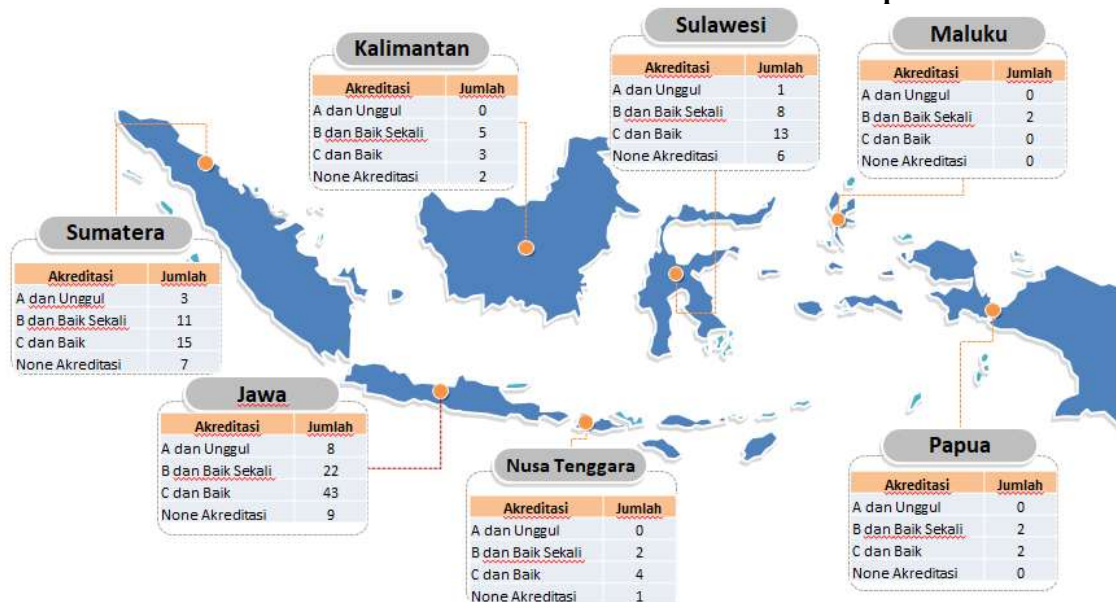 Sulawesi
Akreditasi Jumlah
A dan Unggul 1
B dan Baik Sekali 8
C dan Baik 13
None Akreditasi 6
Maluku
Akreditasi Jumlah
A dan Unggul 0
B dan Baik Sekali 2
C dan Baik 0
None Akreditasi 0
Kalimantan
Akreditasi Jumlah
A dan Unggul 0
B dan Baik Sekali 5
C dan Baik 3
None Akreditasi 2
Sumatera
Akreditasi Jumlah
A dan Unggul 3
B dan Baik Sekali 11
C dan Baik 15
None Akreditasi 7
Jawa
Akreditasi Jumlah
A dan Unggul 8
B dan Baik Sekali 22
C dan Baik 43
None Akreditasi 9
Nusa Tenggara
Akreditasi Jumlah
A dan Unggul 0
B dan Baik Sekali 2
C dan Baik 4
None Akreditasi 1
Papua
Akreditasi Jumlah
A dan Unggul 0
B dan Baik Sekali 2
C dan Baik 2
None Akreditasi 0